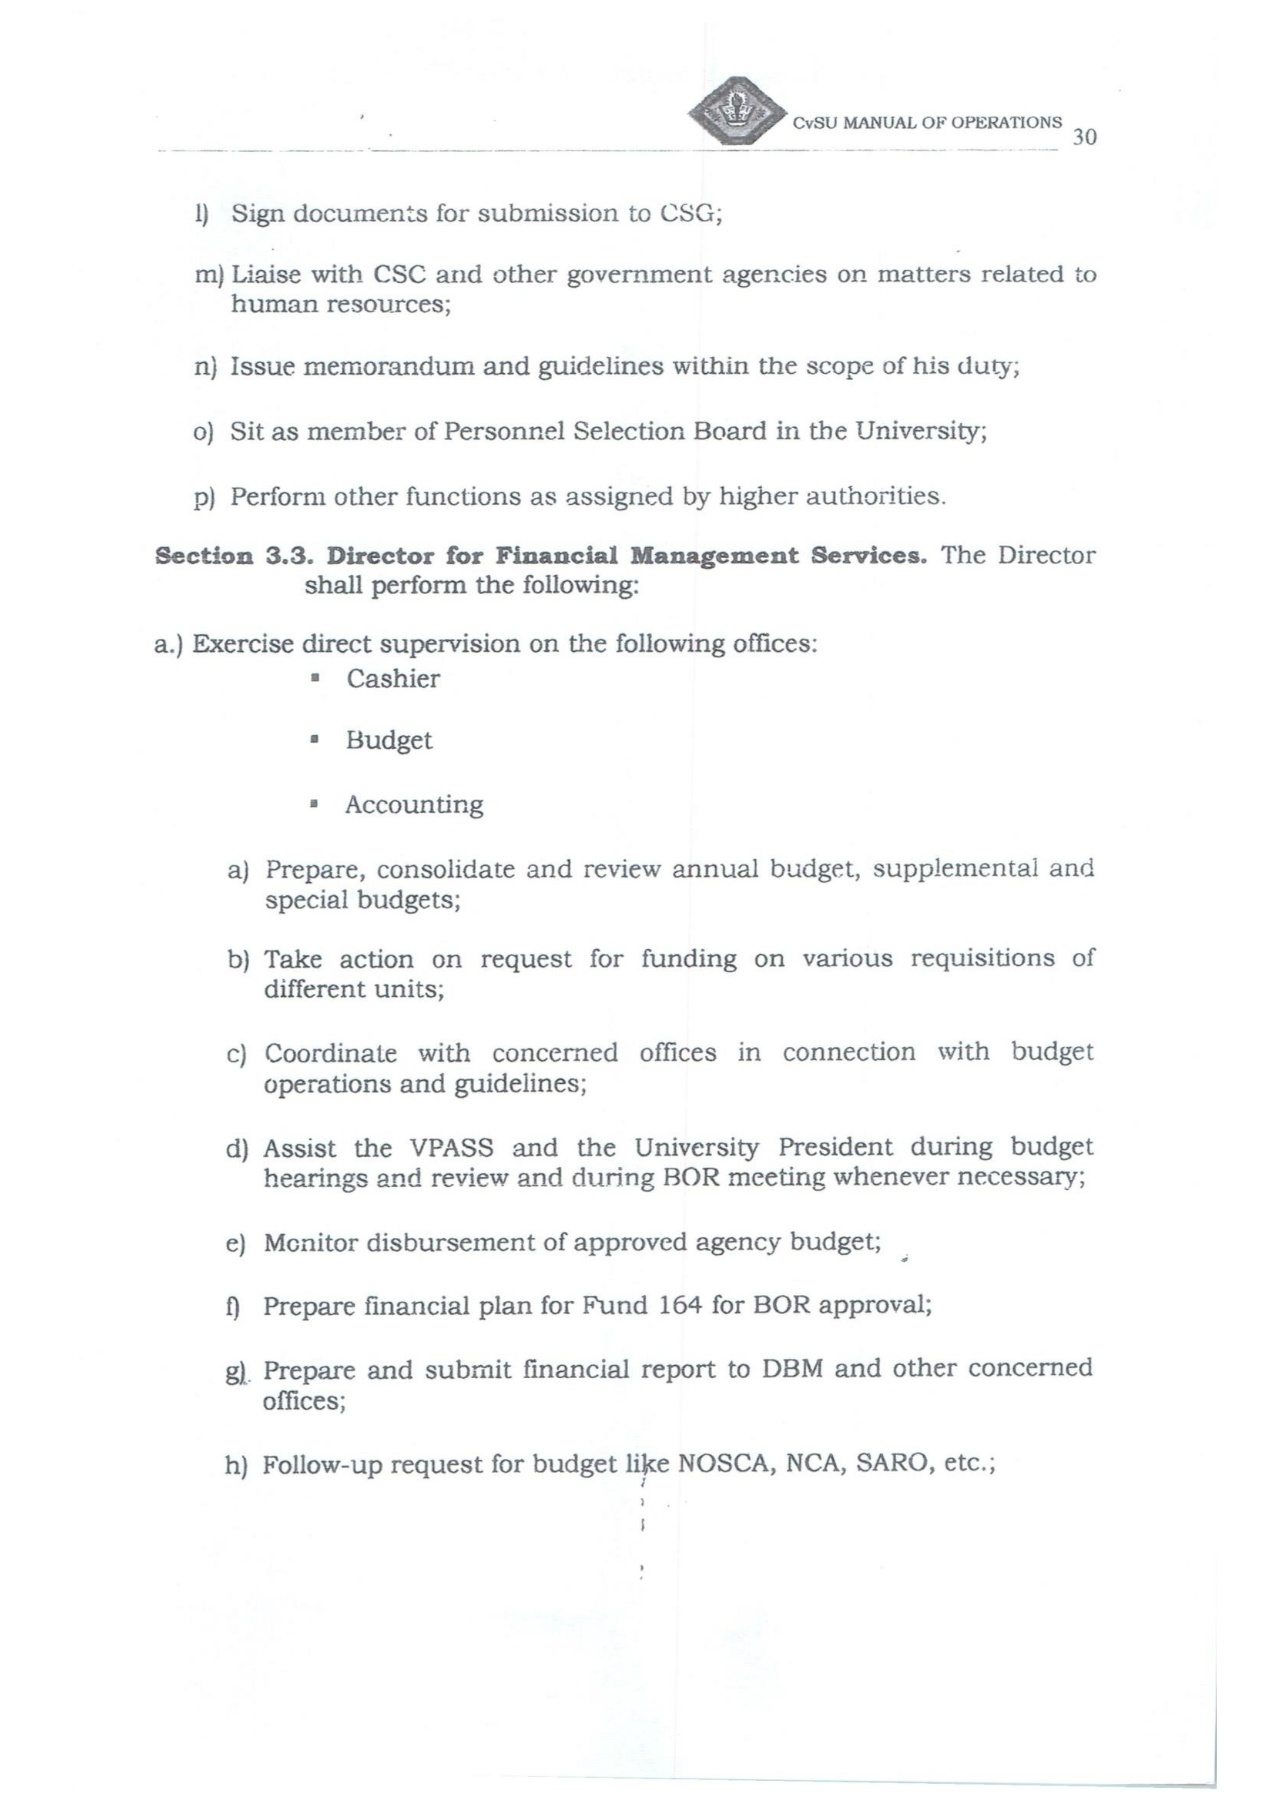 CvSU MANUAL OF OPERATIONS
30
l) Sign documents for submission to CSG;
m) Liaise with CSC and other government agencies on matters related to
human resources;
n) Issue memorandum and guidelines within the scope of his duty;
o) Sit as member of Personnel Selection Board in the University;
p) Perform other functions as assigned by higher authorities.
Section 3.3. Director for Financial Management Services. The Director
shall perform the following:
a.) Exercise direct supervision on the following offices:
▪ Cashier
▪ Budget
▪ Accounting
a) Prepare, consolidate and review annual budget, supplemental and
special budgets;
b) Take action on request for funding on various requisitions of
different units;
c) Coordinate with concerned offices in connection with budget
operations and guidelines;
d) Assist the VPASS and the University President during budget
hearings and review and during BOR meeting whenever necessary;
e) Monitor disbursement of approved agency budget;
f) Prepare financial plan for Fund 164 for BOR approval;
g). Prepare and submit financial report to DBM and other concerned
offices;
h) Follow-up request for budget like NOSCA, NCA, SARO, etc.;